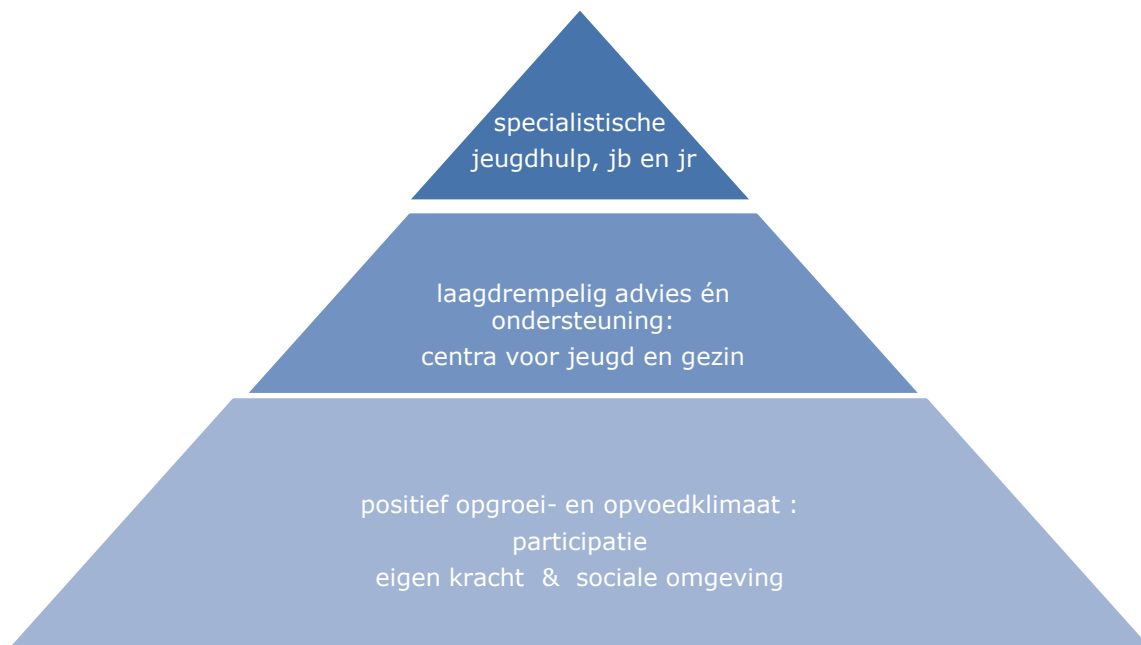 specialistische
jeugdhulp, jb en jr
laagdrempelig advies én
ondersteuning:
centra voor jeugd en gezin
positief opgroei- en opvoedklimaat :
participatie
eigen kracht & sociale omgeving